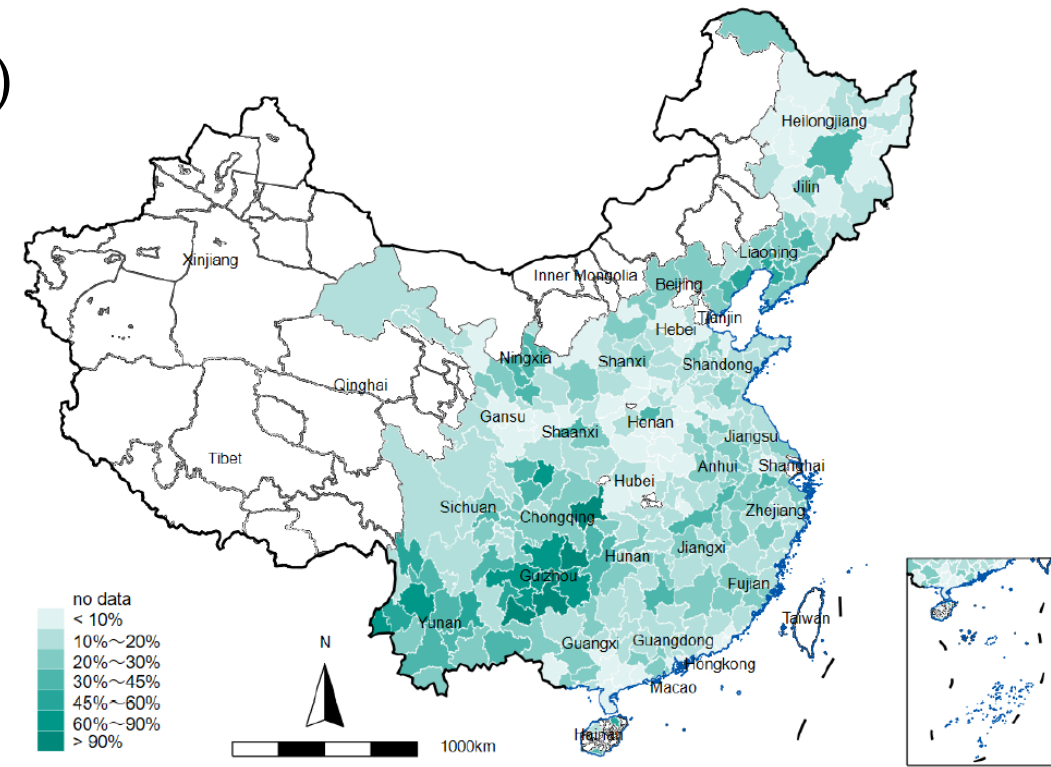 )
Heilongjiang
Jilin
Liaoning
Xinjiang
Inner Mongolia
Beijing
Tianjin
Hebei
Ningxia
Shanxi
Shandong
Qinghai
Gansu
Henan
Shaanxi
Jiangsu
Tibet
Anhui
Shanghai
Hubei
Sichuan
Chongqing
Zhejiang
Hunan
Jiangxi
Guizhou
Fujian
Yunan
Taiwan
Guangxi
Guangdong
Hongkong
Macao
Hainan
no data
< 10%
10%~20%
20%~30%
30%~45%
45%~60%
60%~90%
> 90%
N
1000km